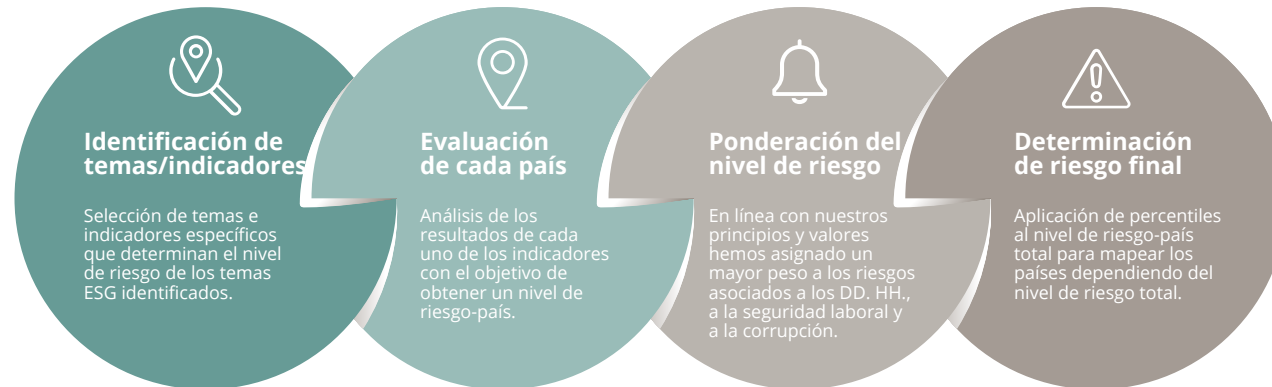 Identificación de
temas/indicadores
Selección de temas e
indicadores específicos
que determinan el nivel
de riesgo de los temas
ESG identificados.
Evaluación
de cada país
Análisis de los
resultados de cada
uno de los indicadores
con el objetivo de
obtener un nivel de
riesgo-país.
Ponderación del
nivel de riesgo
En línea con nuestros
principios y valores
hemos asignado un
mayor peso a los riesgos
asociados a los DD. HH.,
a la seguridad laboral y
a la corrupción.
Determinación
de riesgo final
Aplicación de percentiles
al nivel de riesgo-país
total para mapear los
países dependiendo del
nivel de riesgo total.